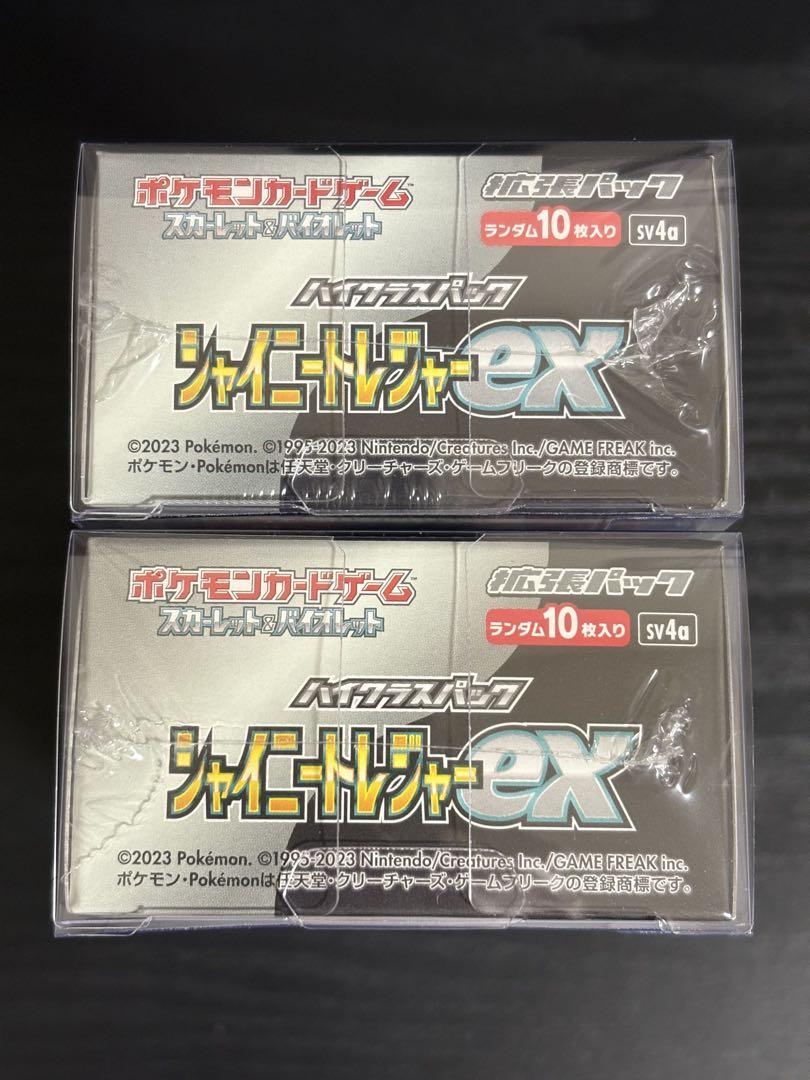 ポケモンカードゲーム™
スカーレット&バイオレット
拡張パック
ランダム10枚入り sv4a
ハイクラスパック
シャイニートレジャーex
©2023 Pokémon. ©1995-2023 Nintendo/Creatures Inc./GAME FREAK inc.
ポケモン・Pokémonは任天堂・クリーチャーズ・ゲームフリークの登録商標です。
ポケモンカードゲーム™
スカーレット&バイオレット
拡張パック
ランダム10枚入り sv4a
ハイクラスパック
シャイニートレジャーex
©2023 Pokémon. ©1995-2023 Nintendo/Creatures Inc./GAME FREAK inc.
ポケモン・Pokémonは任天堂・クリーチャーズ・ゲームフリークの登録商標です。